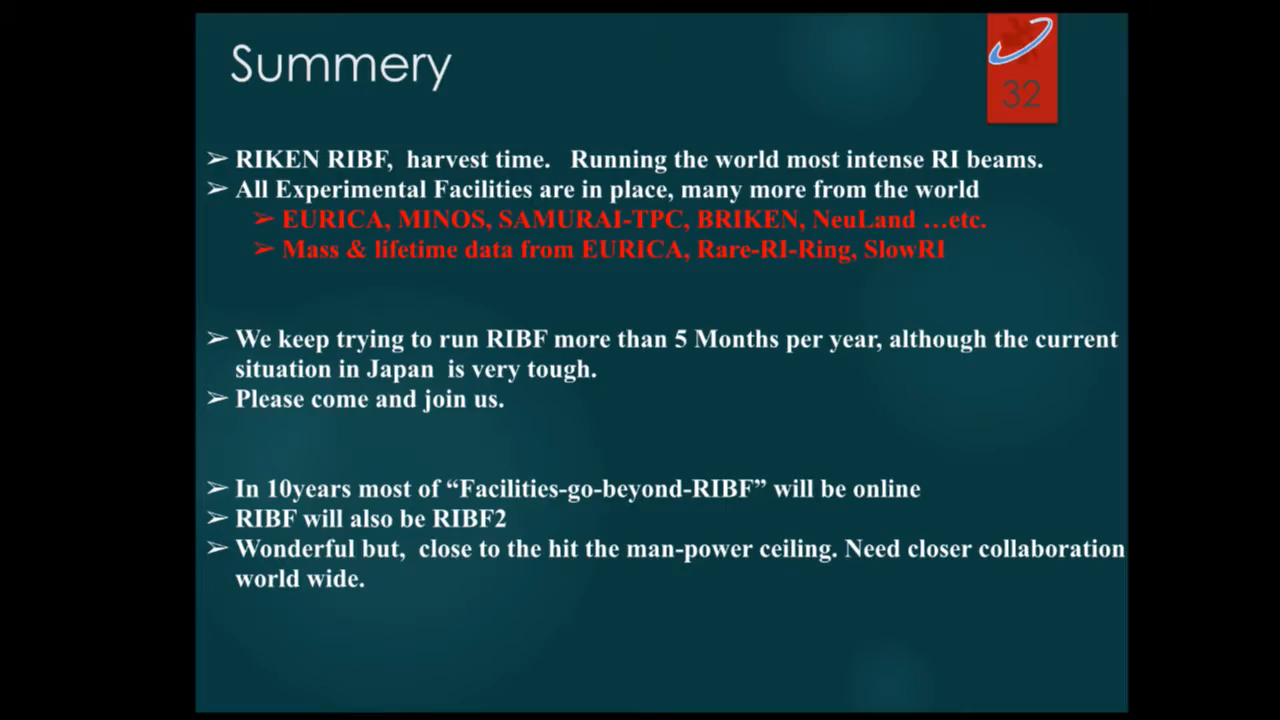 Summery
32
➢ RIKEN RIBF, harvest time. Running the world most intense RI beams.
➢ All Experimental Facilities are in place, many more from the world
➢ EURICA, MINOS, SAMURAI-TPC, BRIKEN, NeuLand …etc.
➢ Mass & lifetime data from EURICA, Rare-RI-Ring, SlowRI
➢ We keep trying to run RIBF more than 5 Months per year, although the current
situation in Japan is very tough.
➢ Please come and join us.
➢ In 10years most of “Facilities-go-beyond-RIBF” will be online
➢ RIBF will also be RIBF2
➢ Wonderful but, close to the hit the man-power ceiling. Need closer collaboration
world wide.